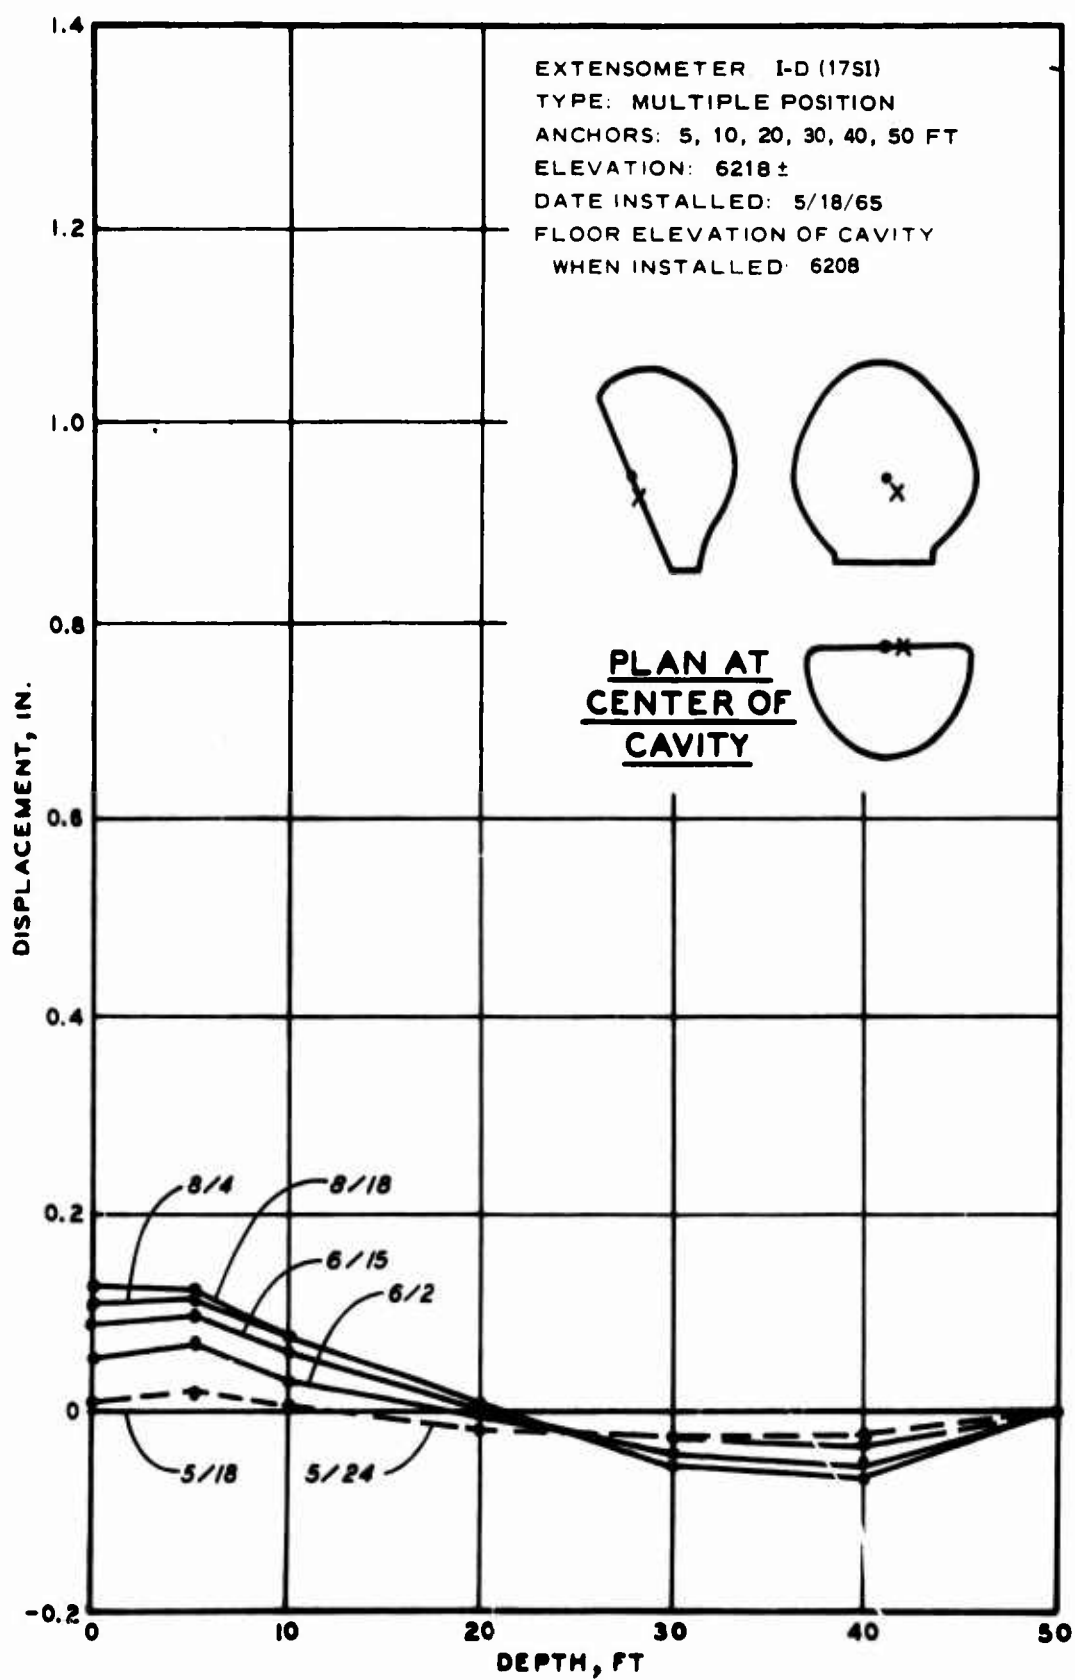 EXTENSOMETER I-D (17SI)
TYPE: MULTIPLE POSITION
ANCHORS: 5, 10, 20, 30, 40, 50 FT
ELEVATION: 6218 ±
DATE INSTALLED: 5/18/65
FLOOR ELEVATION OF CAVITY
WHEN INSTALLED: 6208
PLAN AT
CENTER OF
CAVITY
DISPLACEMENT, IN.
1.4
1.2
1.0
0.8
0.6
0.4
0.2
0
-0.2
8/4
8/18
6/15
6/2
5/18
5/24
0 10 20 30 40 50
DEPTH, FT